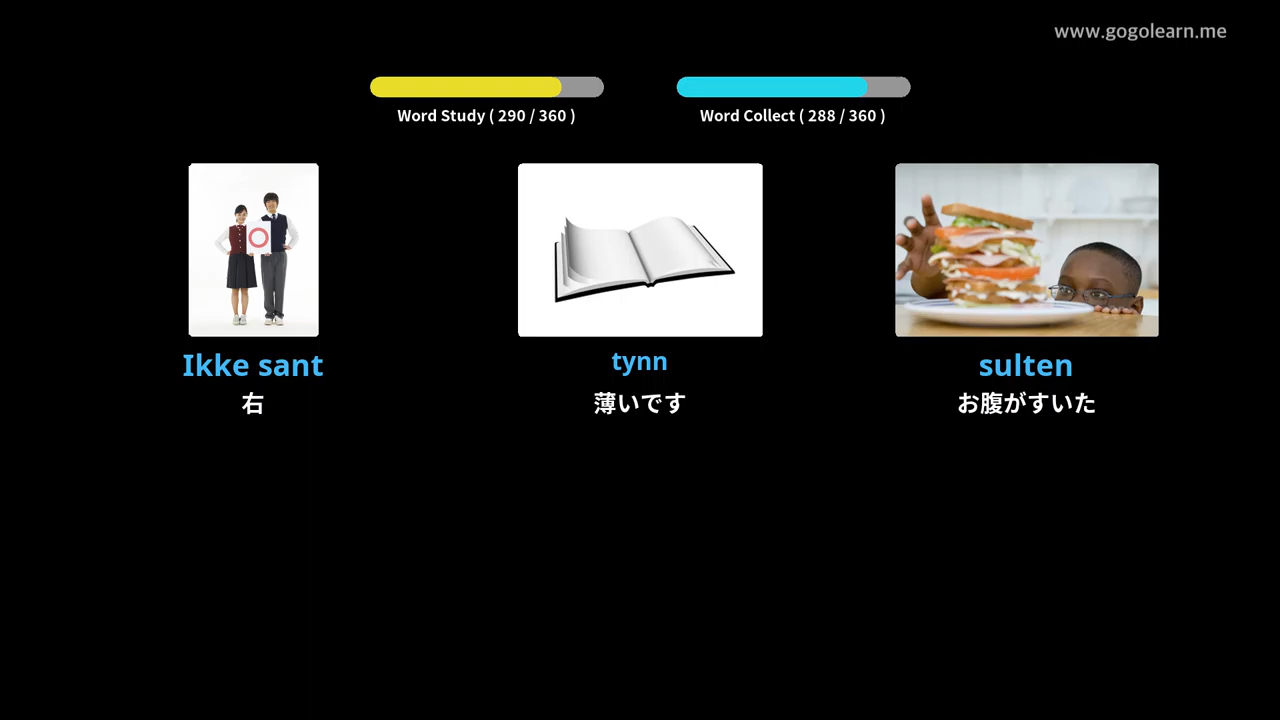 www.gogolearn.me
Word Study ( 290 / 360 )
Word Collect ( 288 / 360 )
Ikke sant
tynn
sulten
右
薄いです
お腹がすいた